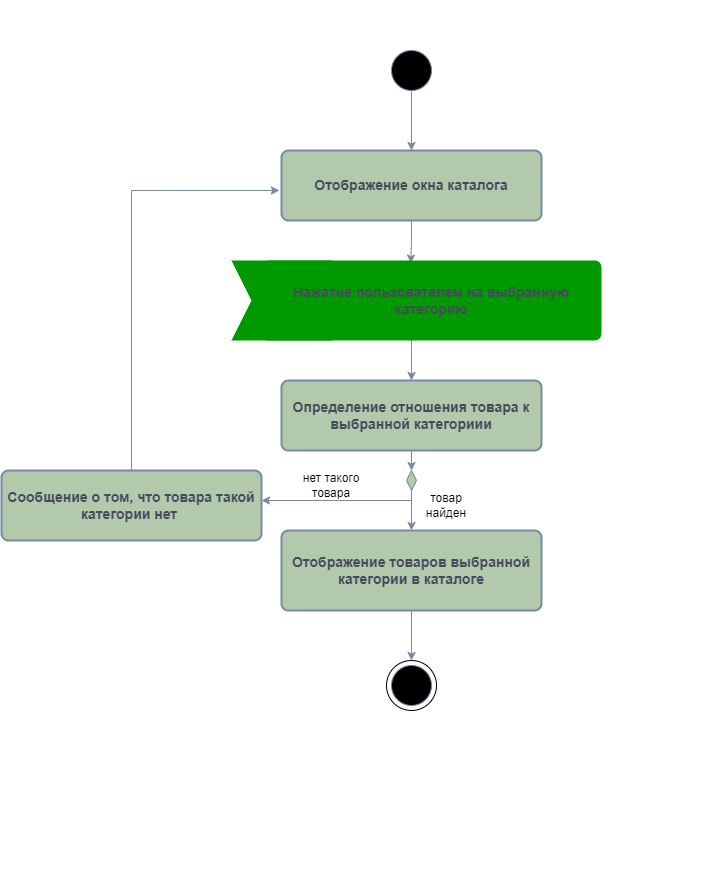 Отображение окна каталога
Нажатие пользователем на выбранную
категорию
Определение отношения товара к
выбранной категориии
нет такого
товара
товар
найден
Сообщение о том, что товара такой
категории нет
Отображение товаров выбранной
категории в каталоге